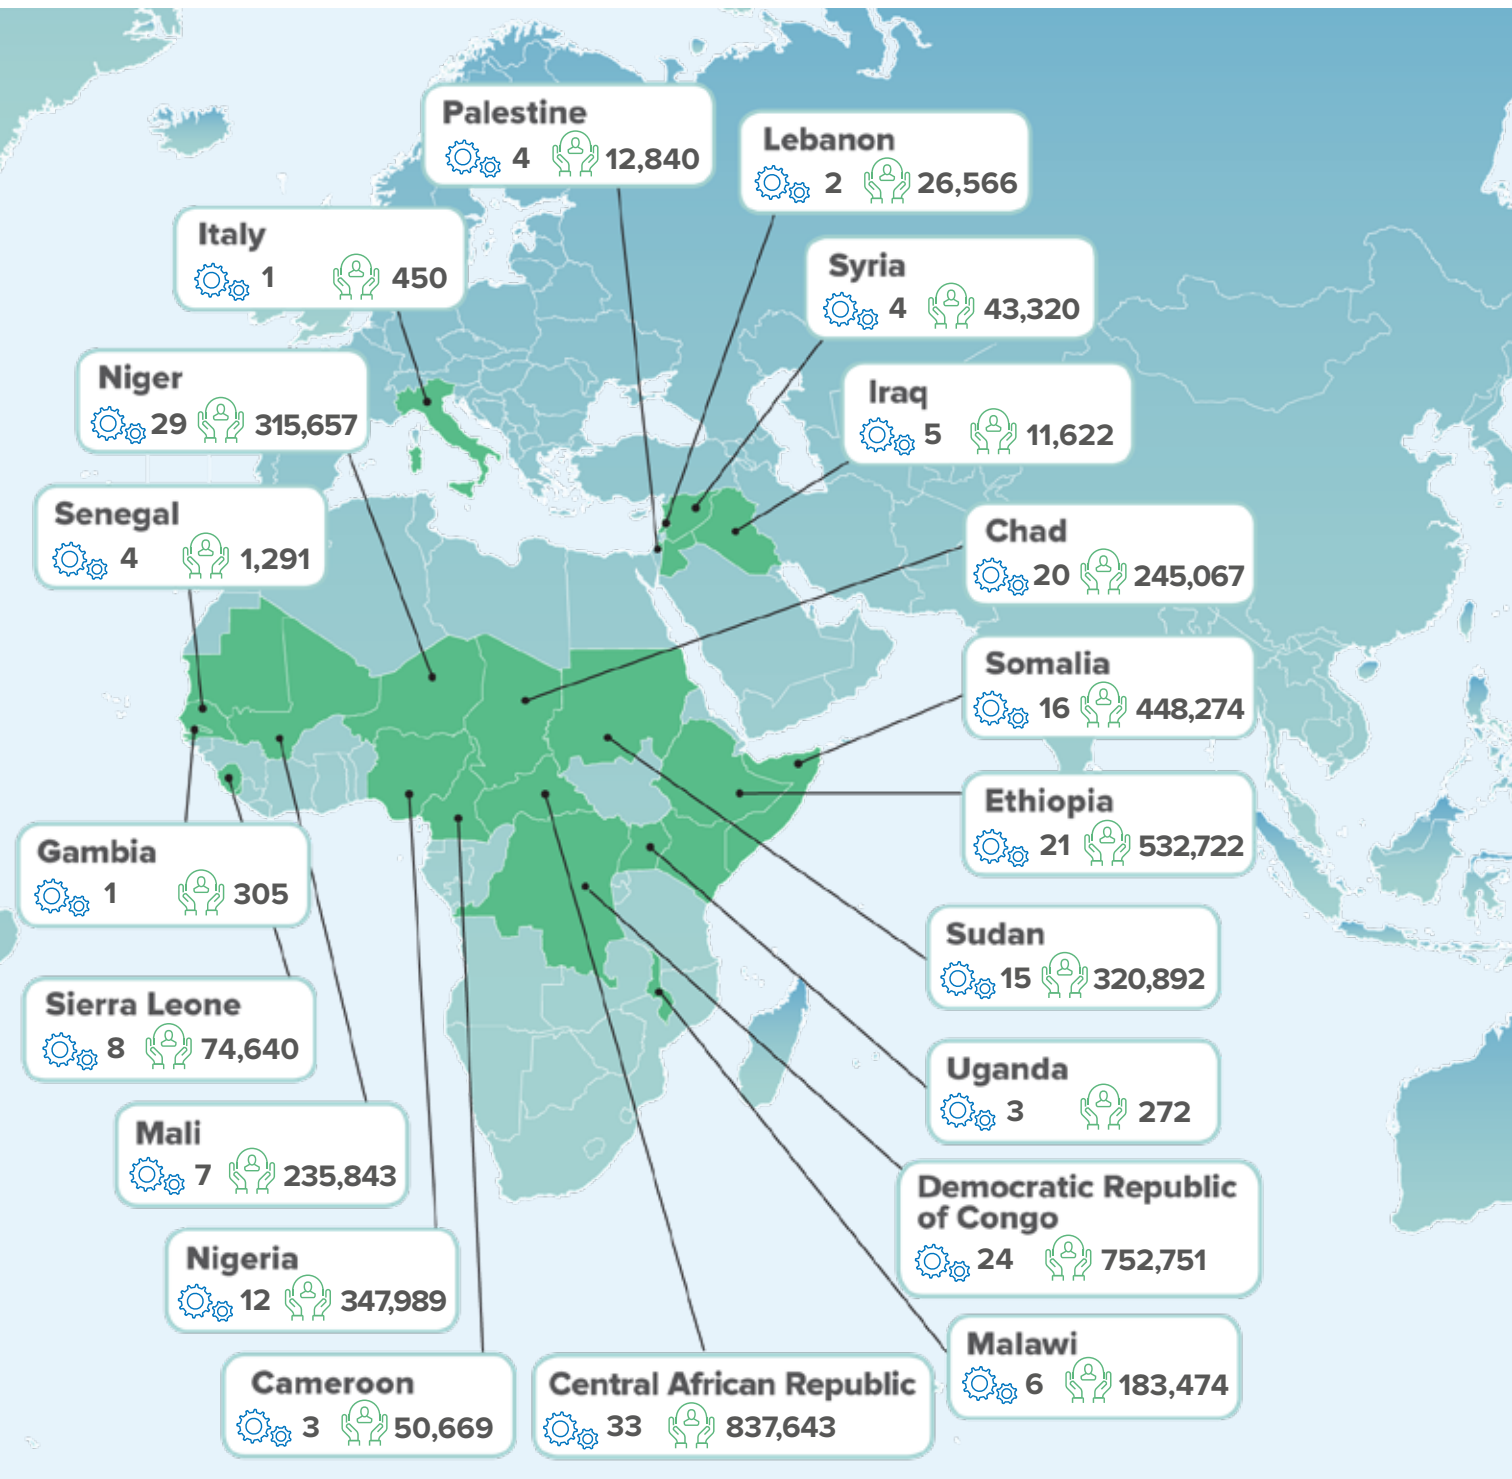 Palestine
4 12,840
Lebanon
2 26,566
Italy
1 450
Syria
4 43,320
Niger
29 315,657
Iraq
5 11,622
Senegal
4 1,291
Chad
20 245,067
Somalia
16 448,274
Ethiopia
21 532,722
Gambia
1 305
Sudan
15 320,892
Sierra Leone
8 74,640
Uganda
3 272
Mali
7 235,843
Democratic Republic
of Congo
24 752,751
Nigeria
12 347,989
Malawi
6 183,474
Cameroon
3 50,669
Central African Republic
33 837,643